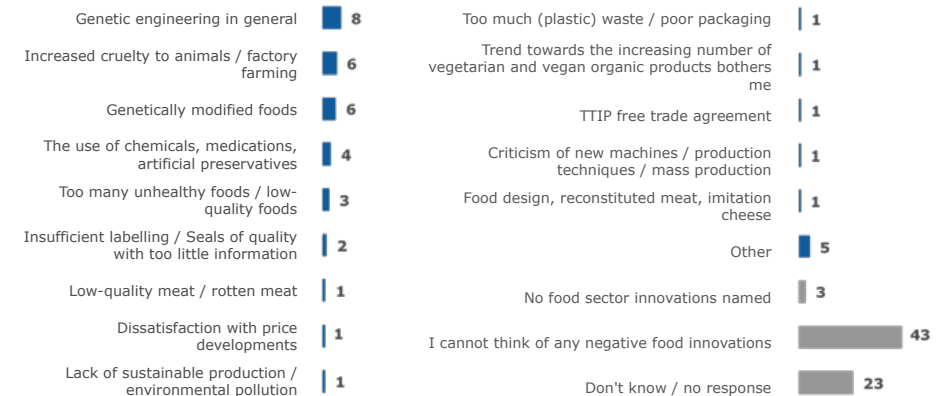 Genetic engineering in general 8
Increased cruelty to animals / factory
farming 6
Genetically modified foods 6
The use of chemicals, medications,
artificial preservatives 4
Too many unhealthy foods / low-
quality foods 3
Insufficient labelling / Seals of quality
with too little information 2
Low-quality meat / rotten meat 1
Dissatisfaction with price
developments 1
Lack of sustainable production /
environmental pollution 1
Too much (plastic) waste / poor packaging 1
Trend towards the increasing number of
vegetarian and vegan organic products bothers 1
me
TTIP free trade agreement 1
Criticism of new machines / production
techniques / mass production 1
Food design, reconstituted meat, imitation
cheese 1
Other 5
No food sector innovations named 3
I cannot think of any negative food innovations 43
Don't know / no response 23